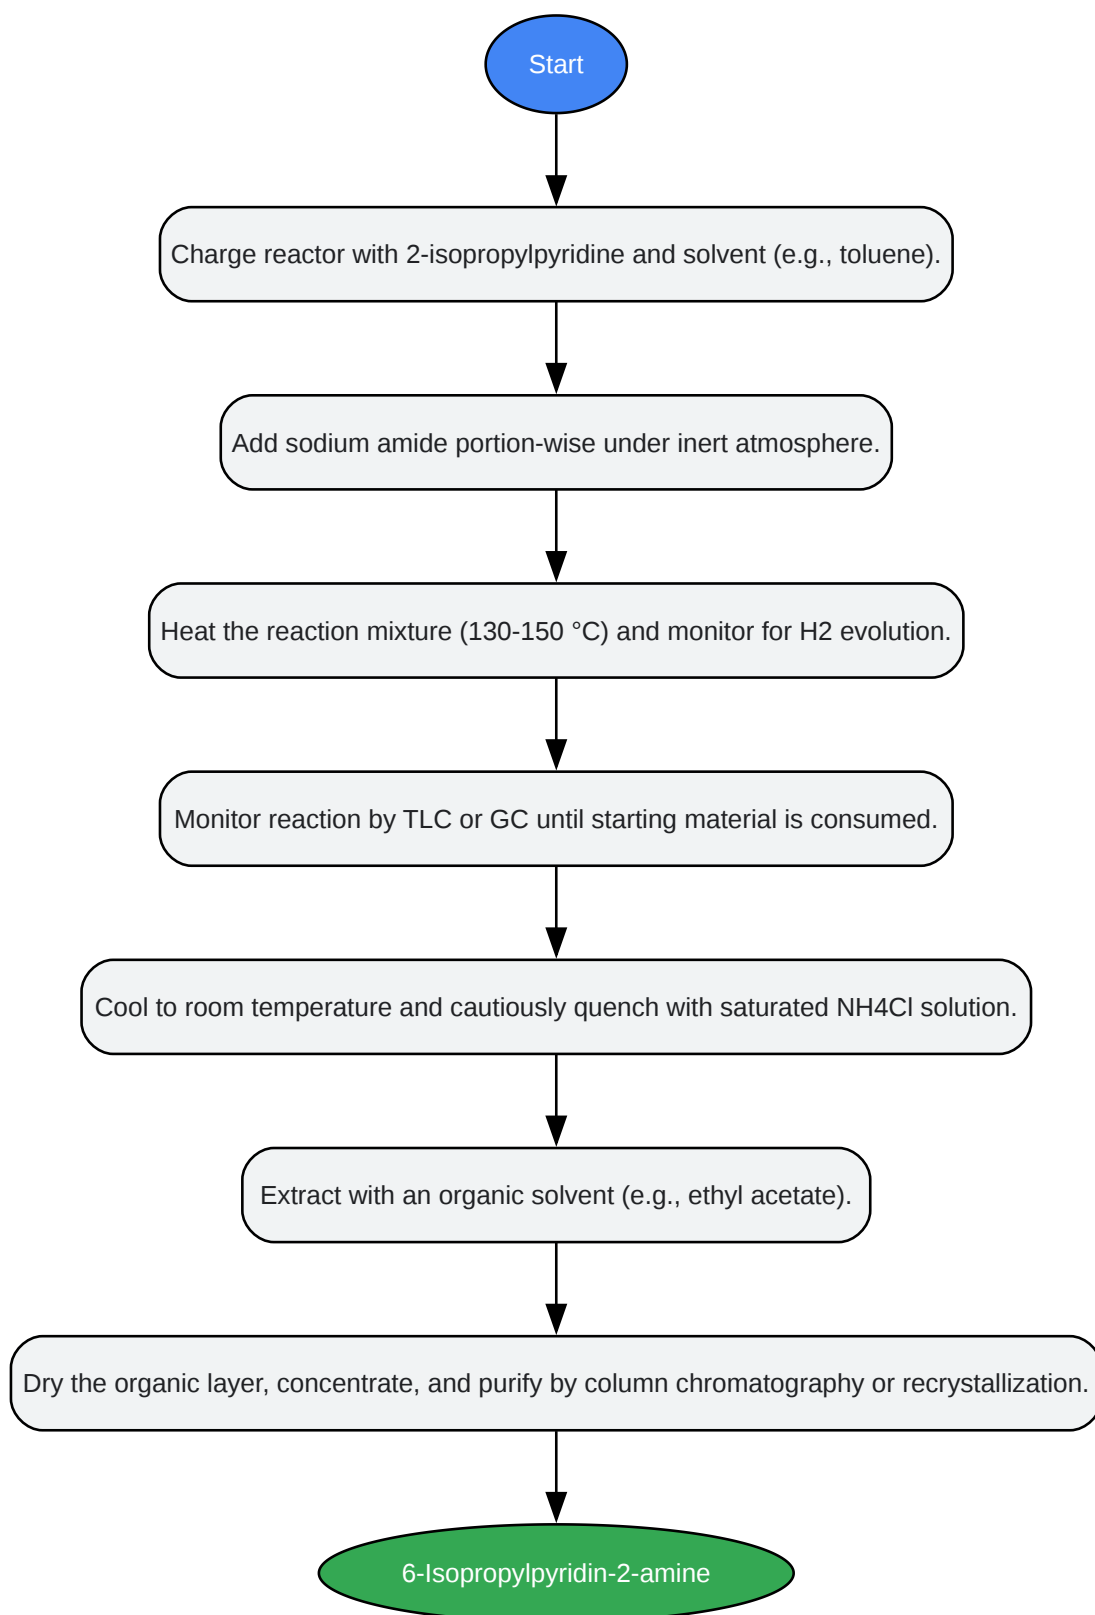 Start
Charge reactor with 2-isopropylpyridine and solvent (e.g., toluene).
Add sodium amide portion-wise under inert atmosphere.
Heat the reaction mixture (130-150 °C) and monitor for H2 evolution.
Monitor reaction by TLC or GC until starting material is consumed.
Cool to room temperature and cautiously quench with saturated NH4Cl solution.
Extract with an organic solvent (e.g., ethyl acetate).
Dry the organic layer, concentrate, and purify by column chromatography or recrystallization.
6-Isopropylpyridin-2-amine